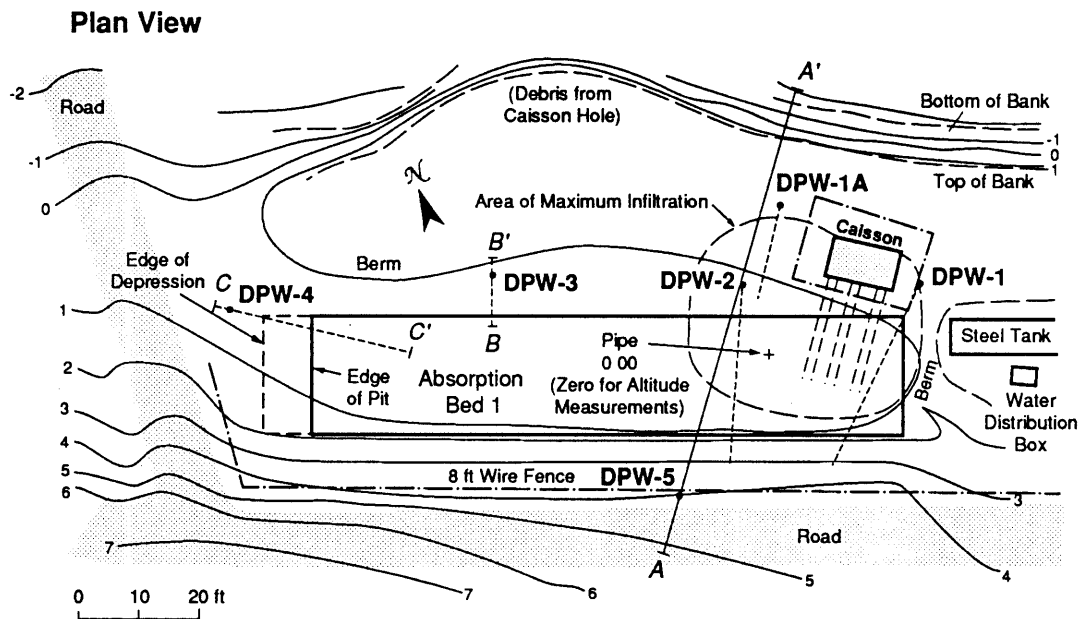 Plan View
A'
-2
Road
(Debris from
Caisson Hole)
Bottom of Bank
-1
0
1
Top of Bank
-1
0
N
DPW-1A
Area of Maximum Infiltration
Caisson
Berm
B'
Edge of
Depression
C
DPW-4
DPW-3
DPW-2
DPW-1
1
C'
B
Pipe
0 00
(Zero for Altitude
Measurements)
Steel Tank
Edge
of Pit
Absorption
Bed 1
Berm
Water
Distribution
Box
2
3
4
5
6
8 ft Wire Fence
DPW-5
3
Road
7
A
7
6
5
4
0 10 20 ft